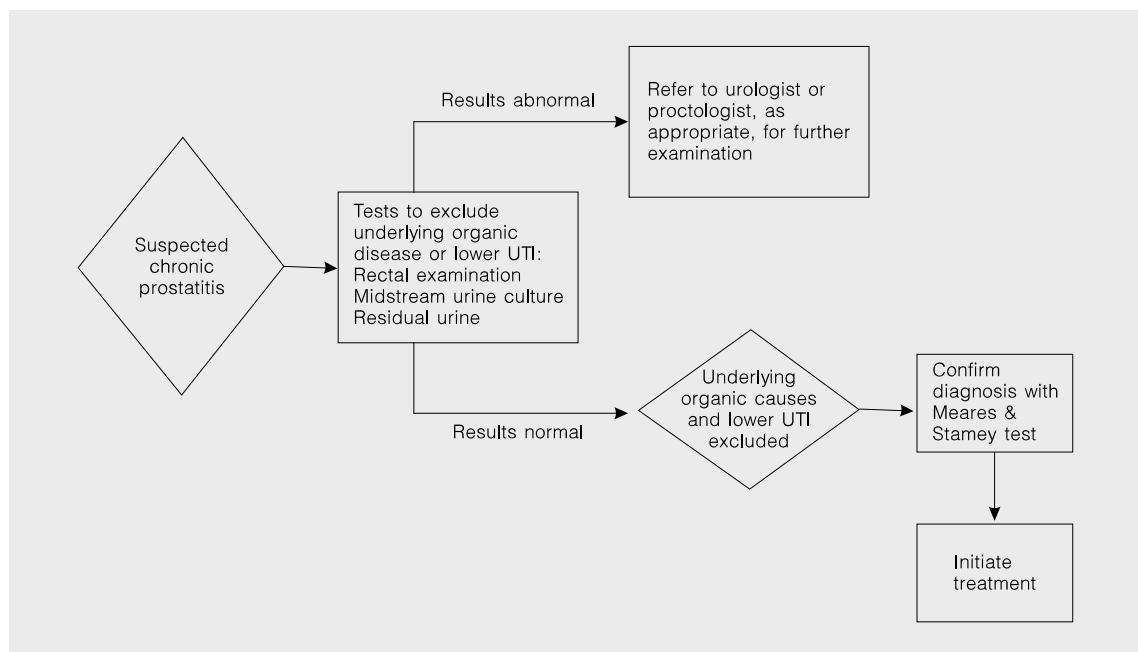 Suspected
chronic
prostatitis
Tests to exclude
underlying organic
disease or lower UTI:
Rectal examination
Midstream urine culture
Residual urine
Results abnormal
Refer to urologist or
proctologist, as
appropriate, for further
examination
Results normal
Underlying
organic causes
and lower UTI
excluded
Confirm
diagnosis with
Meares &
Stamey test
Initiate
treatment